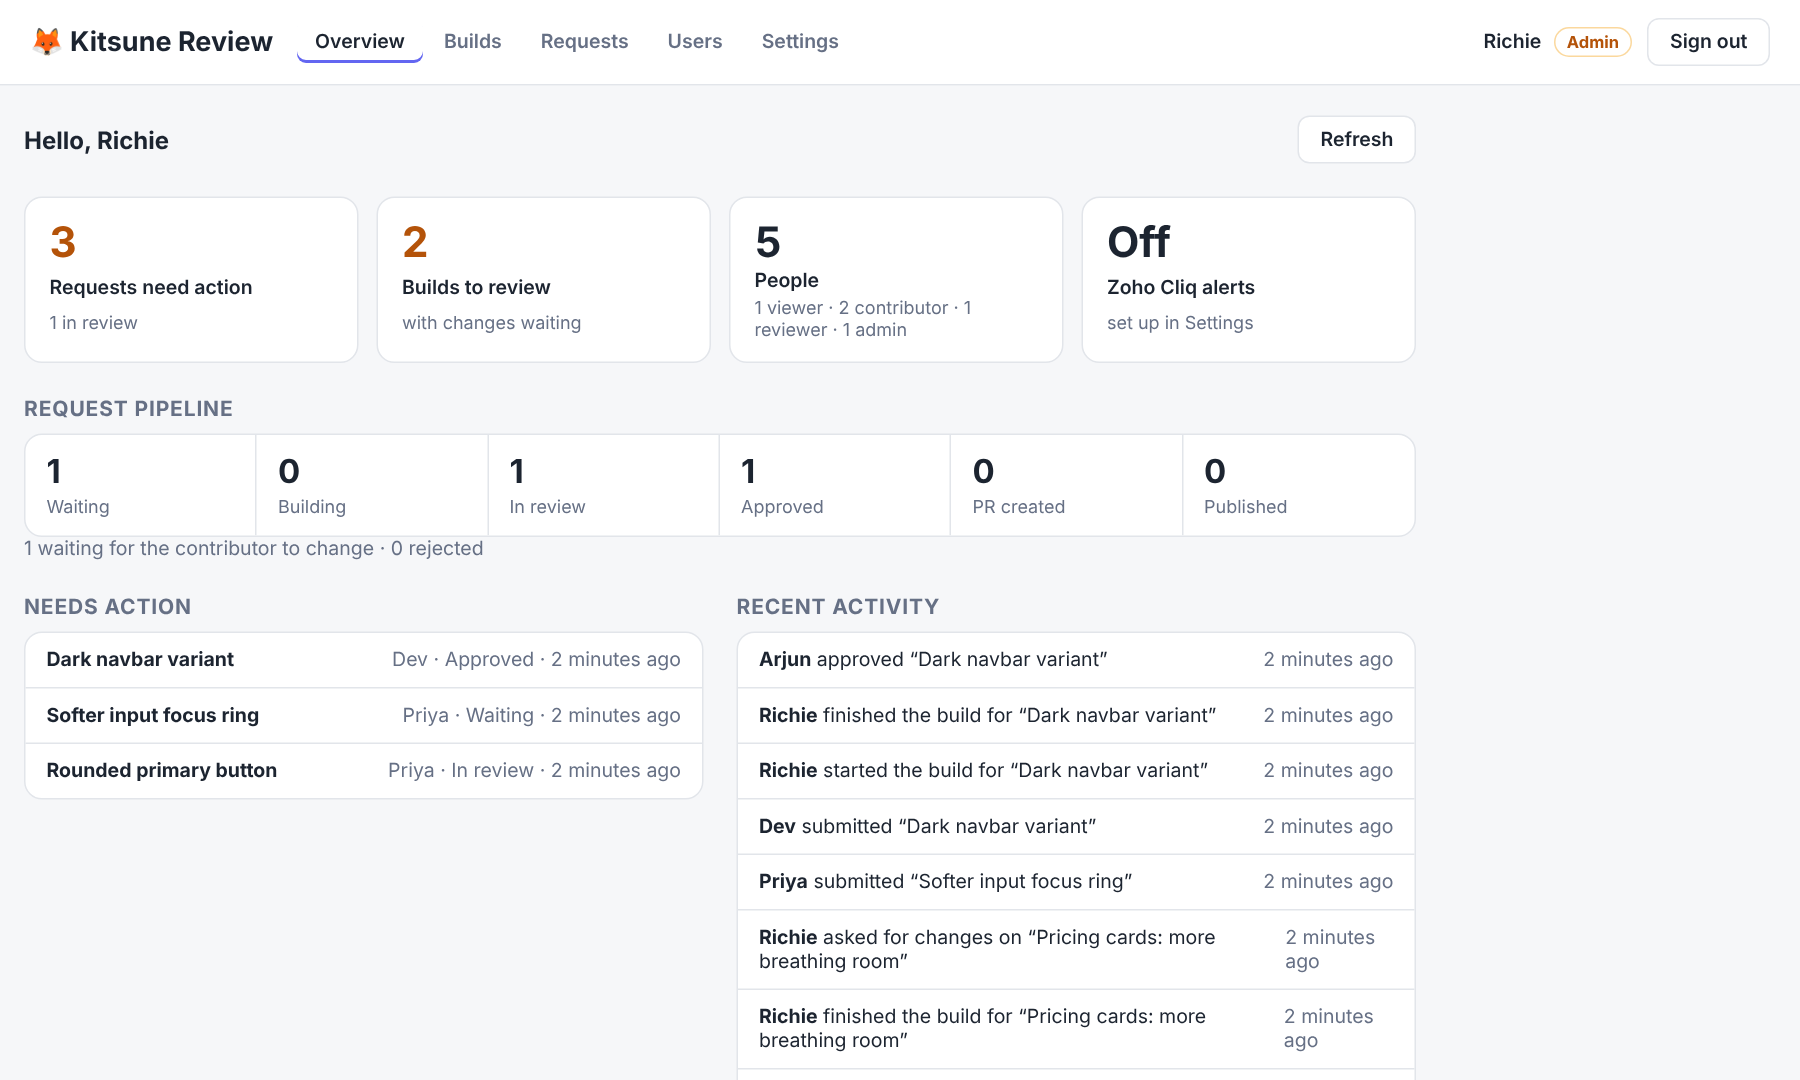 🦊 Kitsune Review
Overview
Builds
Requests
Users
Settings
Richie
Admin
Sign out
Hello, Richie
Refresh
3
Requests need action
1 in review
2
Builds to review
with changes waiting
5
People
1 viewer · 2 contributor · 1
reviewer · 1 admin
Off
Zoho Cliq alerts
set up in Settings
REQUEST PIPELINE
1
Waiting
0
Building
1
In review
1
Approved
0
PR created
0
Published
1 waiting for the contributor to change · 0 rejected
NEEDS ACTION
Dark navbar variant Dev · Approved · 2 minutes ago
Softer input focus ring Priya · Waiting · 2 minutes ago
Rounded primary button Priya · In review · 2 minutes ago
RECENT ACTIVITY
Arjun approved “Dark navbar variant” 2 minutes ago
Richie finished the build for “Dark navbar variant” 2 minutes ago
Richie started the build for “Dark navbar variant” 2 minutes ago
Dev submitted “Dark navbar variant” 2 minutes ago
Priya submitted “Softer input focus ring” 2 minutes ago
Richie asked for changes on “Pricing cards: more
breathing room”
2 minutes
ago
Richie finished the build for “Pricing cards: more
breathing room”
2 minutes
ago